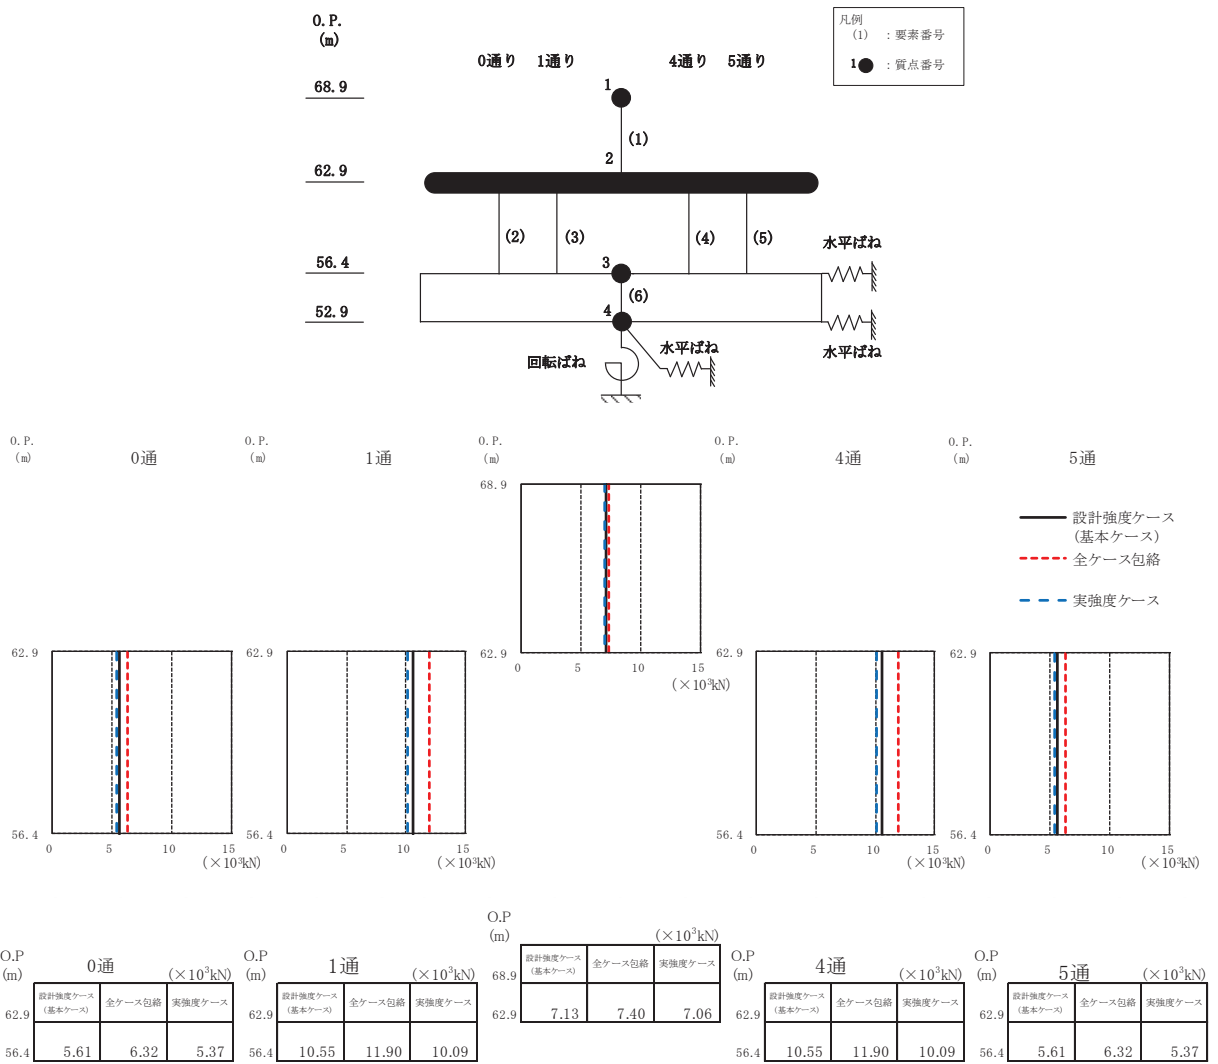 O.P.
(m)
凡例
(1) : 要素番号
1 : 質点番号
0通り 1通り 4通り 5通り
68.9
1
(1)
2
62.9
(2) (3) (4) (5)
水平ばね
56.4
3
(6)
52.9
4
水平ばね
水平ばね
回転ばね
O.P.
(m)
0通
O.P.
(m)
1通
O.P.
(m)
O.P.
(m)
4通
O.P.
(m)
5通
68.9
62.9
0 5 10 15
(×10³kN)
設計強度ケース
(基本ケース)
全ケース包絡
実強度ケース
62.9
56.4
0 5 10 15
(×10³kN)
62.9
56.4
0 5 10 15
(×10³kN)
62.9
56.4
0 5 10 15
(×10³kN)
62.9
56.4
0 5 10 15
(×10³kN)
O.P
(m)
(×10³kN)
設計強度ケース
(基本ケース)
全ケース包絡 実強度ケース
68.9
62.9 7.13 7.40 7.06
O.P
(m)
0通 (×10³kN)
設計強度ケース
(基本ケース)
全ケース包絡 実強度ケース
62.9
56.4 5.61 6.32 5.37
O.P
(m)
1通 (×10³kN)
設計強度ケース
(基本ケース)
全ケース包絡 実強度ケース
62.9
56.4 10.55 11.90 10.09
O.P
(m)
4通 (×10³kN)
設計強度ケース
(基本ケース)
全ケース包絡 実強度ケース
62.9
56.4 10.55 11.90 10.09
O.P
(m)
5通 (×10³kN)
設計強度ケース
(基本ケース)
全ケース包絡 実強度ケース
62.9
56.4 5.61 6.32 5.37